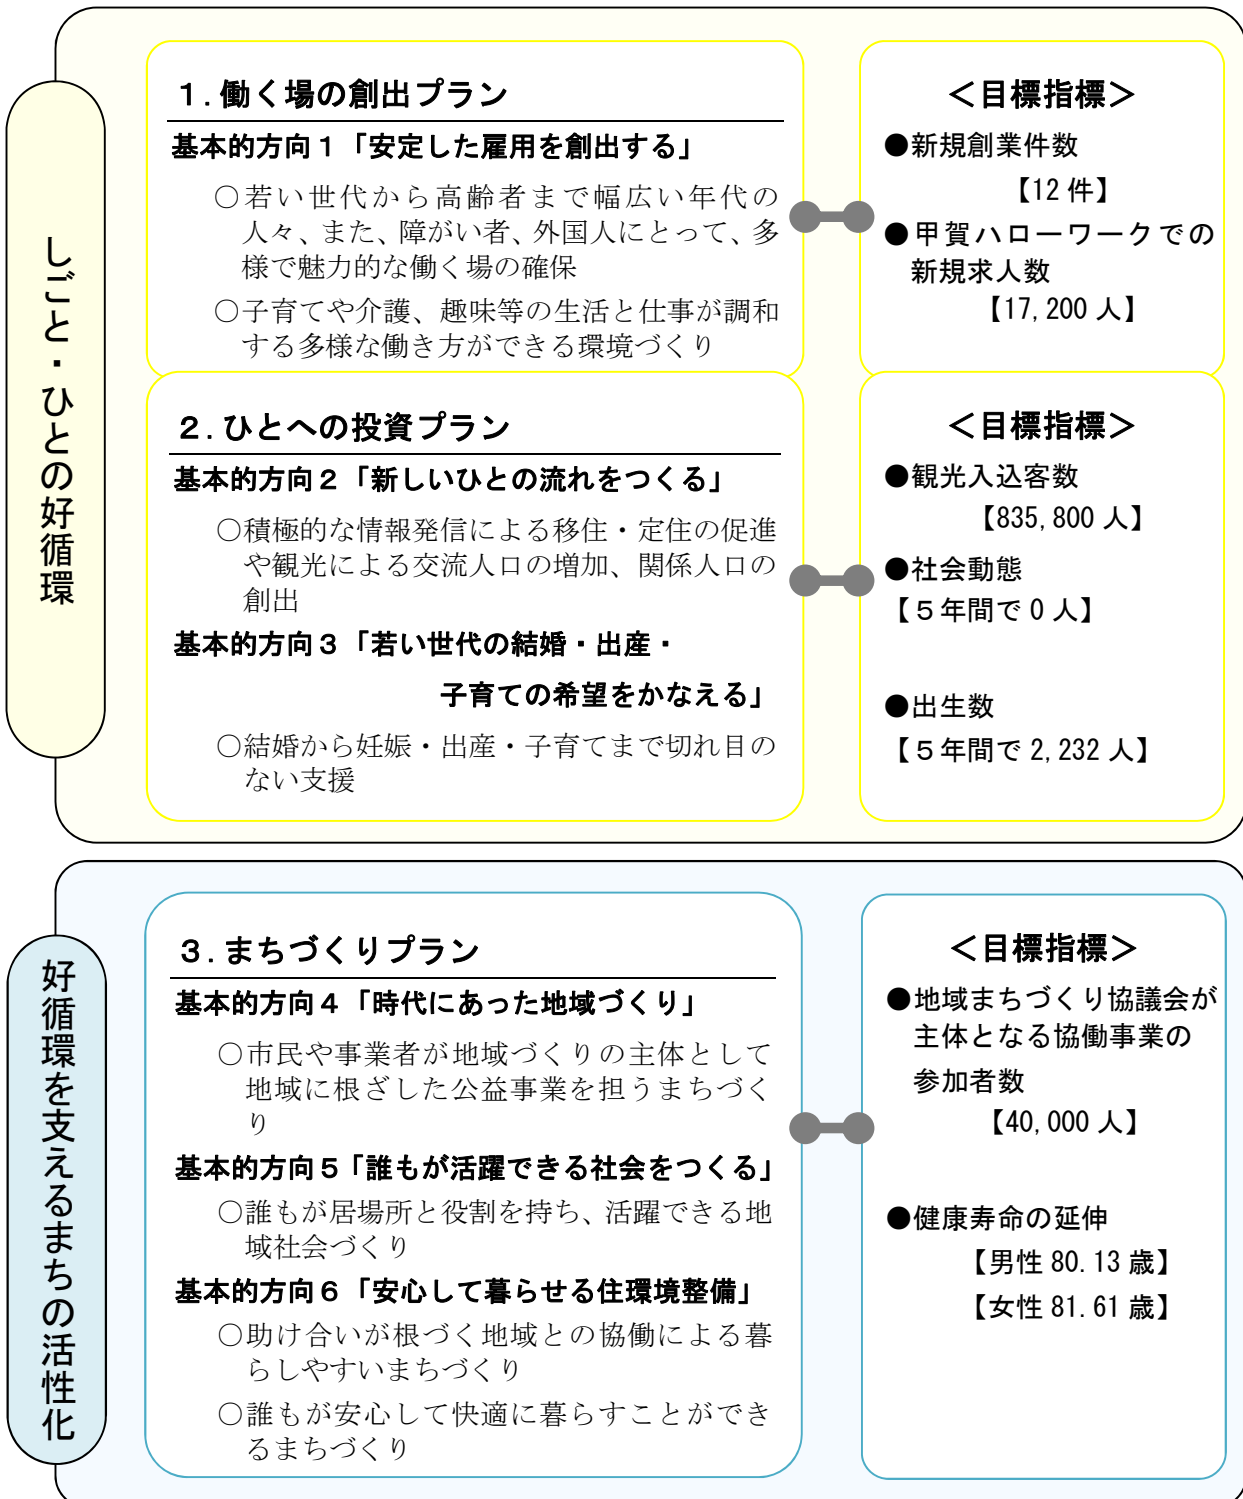 しごと・ひとの好循環
１.働く場の創出プラン
基本的方向１「安定した雇用を創出する」
○若い世代から高齢者まで幅広い年代の
人々、また、障がい者、外国人にとって、多
様で魅力的な働く場の確保
○子育てや介護、趣味等の生活と仕事が調和
する多様な働き方ができる環境づくり
＜目標指標＞
●新規創業件数
【12 件】
●甲賀ハローワークでの
新規求人数
【17,200 人】
２.ひとへの投資プラン
基本的方向２「新しいひとの流れをつくる」
○積極的な情報発信による移住・定住の促進
や観光による交流人口の増加、関係人口の
創出
基本的方向３「若い世代の結婚・出産・
子育ての希望をかなえる」
○結婚から妊娠・出産・子育てまで切れ目の
ない支援
＜目標指標＞
●観光入込客数
【835,800 人】
●社会動態
【５年間で 0 人】
●出生数
【５年間で 2,232 人】
好循環を支えるまちの活性化
３.まちづくりプラン
基本的方向４「時代にあった地域づくり」
○市民や事業者が地域づくりの主体として
地域に根ざした公益事業を担うまちづく
り
基本的方向５「誰もが活躍できる社会をつくる」
○誰もが居場所と役割を持ち、活躍できる地
域社会づくり
基本的方向６「安心して暮らせる住環境整備」
○助け合いが根づく地域との協働による暮
らしやすいまちづくり
○誰もが安心して快適に暮らすことができ
るまちづくり
＜目標指標＞
●地域まちづくり協議会が
主体となる協働事業の
参加者数
【40,000 人】
●健康寿命の延伸
【男性 80.13 歳】
【女性 81.61 歳】